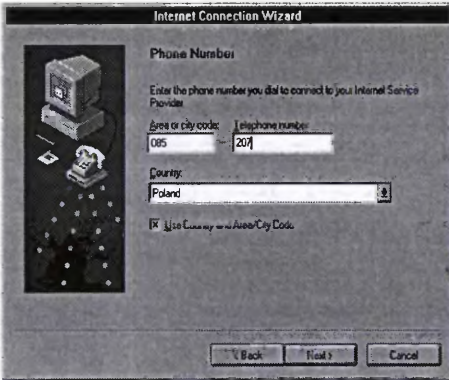 Internet Connection Wizard
Phone Number
Enter the phone number you dial to connect to your Internet Service
Provider
Area or city code: Telephone number
085 - 207
Country:
Poland
Use Country and Area/City Code
< Back Next > Cancel